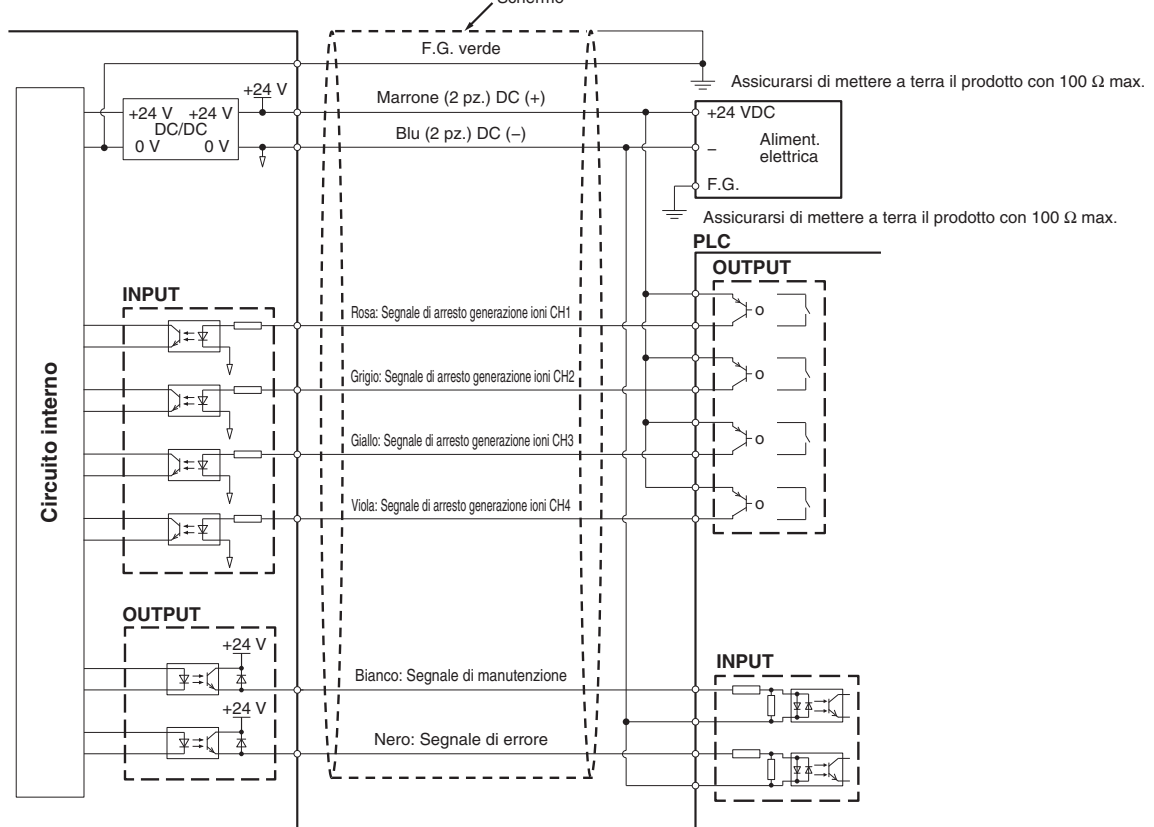 Schermo
F.G. verde
Assicurarsi di mettere a terra il prodotto con 100 Ω max.
+24 V
Marrone (2 pz.) DC (+)
+24 VDC
+24 V +24 V
DC/DC
0 V 0 V
Blu (2 pz.) DC (−)
–
Aliment.
elettrica
F.G.
Assicurarsi di mettere a terra il prodotto con 100 Ω max.
PLC
OUTPUT
INPUT
Rosa: Segnale di arresto generazione ioni CH1
o
Grigio: Segnale di arresto generazione ioni CH2
o
Circuito interno
Giallo: Segnale di arresto generazione ioni CH3
o
Viola: Segnale di arresto generazione ioni CH4
o
OUTPUT
+24 V
INPUT
Bianco: Segnale di manutenzione
+24 V
Nero: Segnale di errore